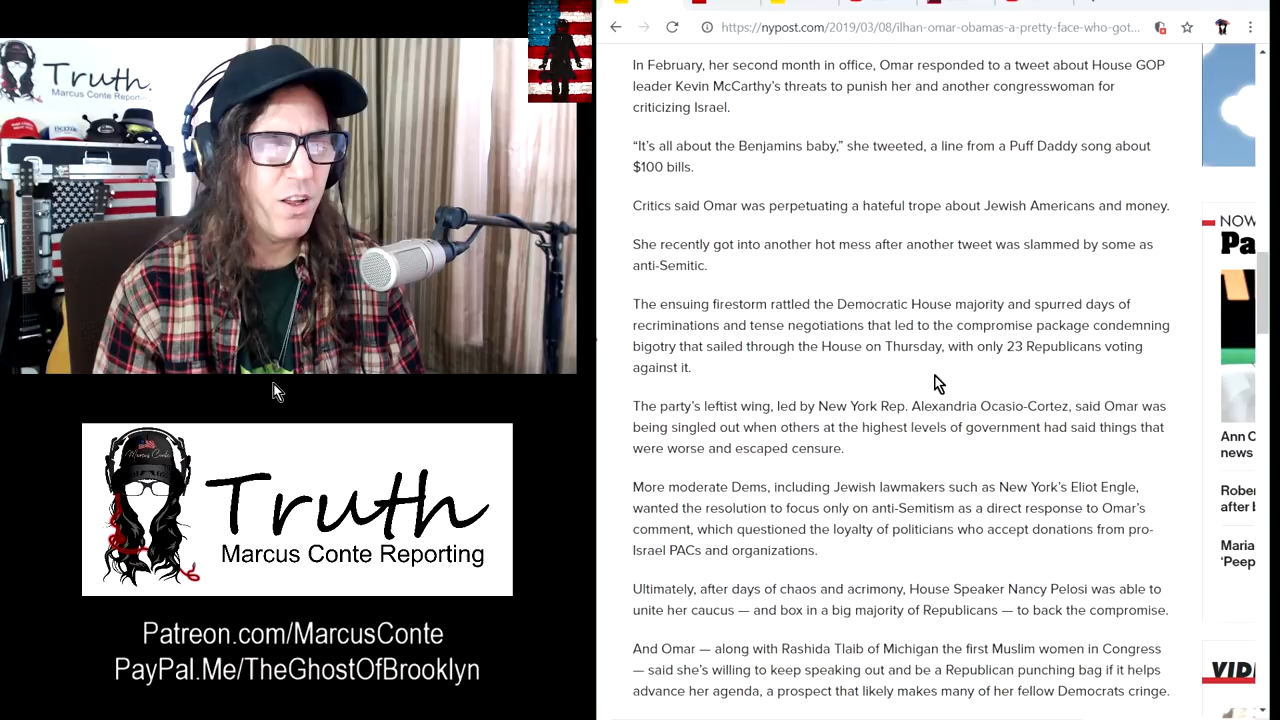 Truth.
Marcus Conte Reporting
Marcus Conte
Truth
Marcus Conte Reporting
Patreon.com/MarcusConte
PayPal.Me/TheGhostOfBrooklyn
https://nypost.com/2019/03/08/ilhan-omar-obamas-a-pretty-face-who-got...
In February, her second month in office, Omar responded to a tweet about House GOP
leader Kevin McCarthy’s threats to punish her and another congresswoman for
criticizing Israel.
“It’s all about the Benjamins baby,” she tweeted, a line from a Puff Daddy song about
$100 bills.
Critics said Omar was perpetuating a hateful trope about Jewish Americans and money.
She recently got into another hot mess after another tweet was slammed by some as
anti-Semitic.
The ensuing firestorm rattled the Democratic House majority and spurred days of
recriminations and tense negotiations that led to the compromise package condemning
bigotry that sailed through the House on Thursday, with only 23 Republicans voting
against it.
The party’s leftist wing, led by New York Rep. Alexandria Ocasio-Cortez, said Omar was
being singled out when others at the highest levels of government had said things that
were worse and escaped censure.
More moderate Dems, including Jewish lawmakers such as New York’s Eliot Engle,
wanted the resolution to focus only on anti-Semitism as a direct response to Omar’s
comment, which questioned the loyalty of politicians who accept donations from pro-
Israel PACs and organizations.
Ultimately, after days of chaos and acrimony, House Speaker Nancy Pelosi was able to
unite her caucus — and box in a big majority of Republicans — to back the compromise.
And Omar — along with Rashida Tlaib of Michigan the first Muslim women in Congress
— said she’s willing to keep speaking out and be a Republican punching bag if it helps
advance her agenda, a prospect that likely makes many of her fellow Democrats cringe.
NOW
Pa
Ann C
news
Rober
after b
Maria
‘Peep
VID